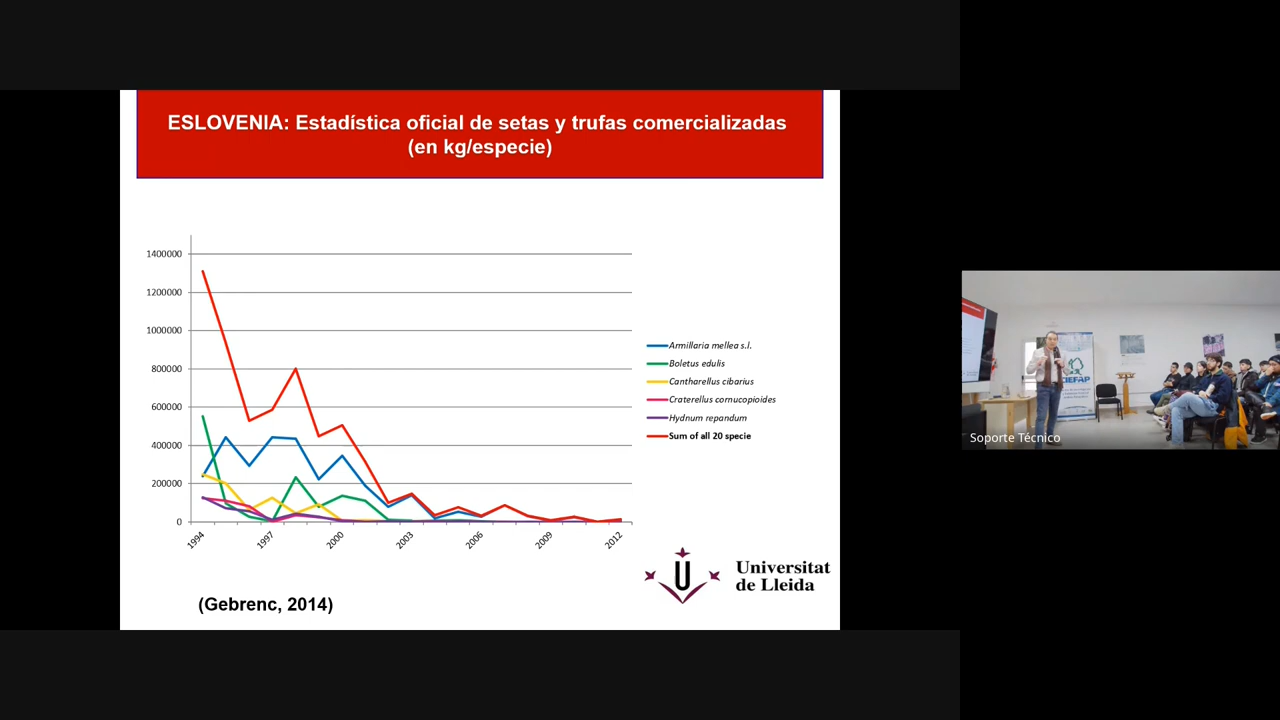 ESLOVENIA: Estadística oficial de setas y trufas comercializadas
(en kg/especie)
1400000
1200000
1000000
800000
600000
400000
200000
0
1994
1997
2000
2003
2006
2009
2012
Armillaria mellea s.l.
Boletus edulis
Cantharellus cibarius
Craterellus cornucopioides
Hydnum repandum
Sum of all 20 specie
(Gebrenc, 2014)
U
Universitat
de Lleida
CIEFAP
Soporte Técnico